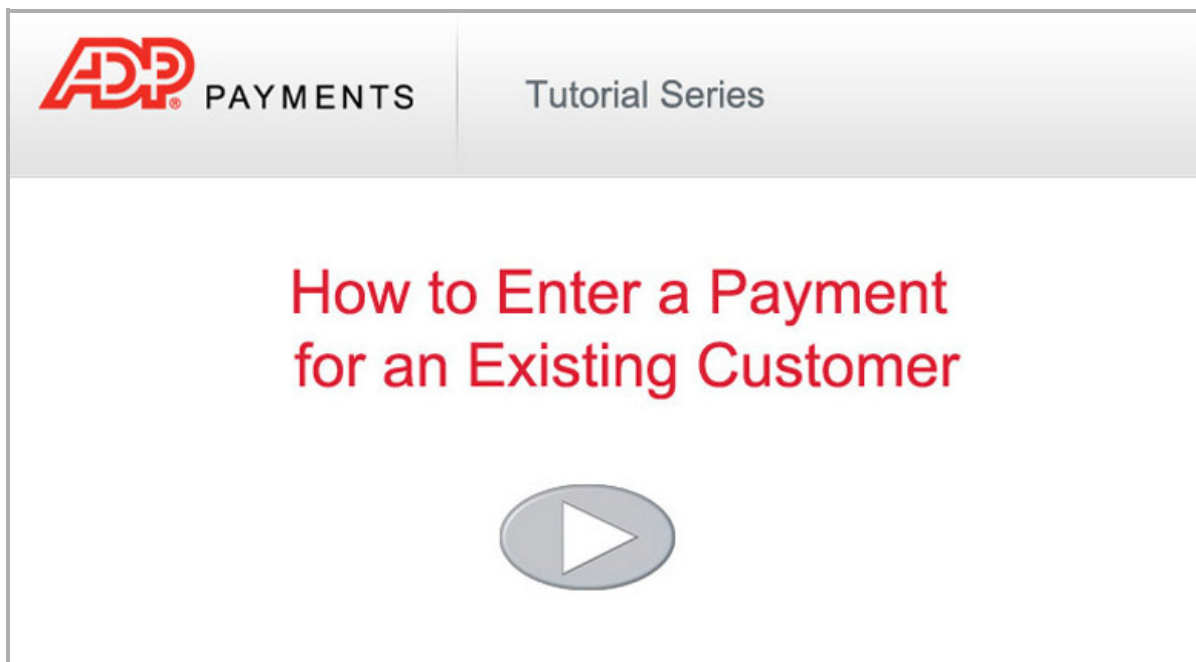 ADP® PAYMENTS
Tutorial Series
How to Enter a Payment
for an Existing Customer